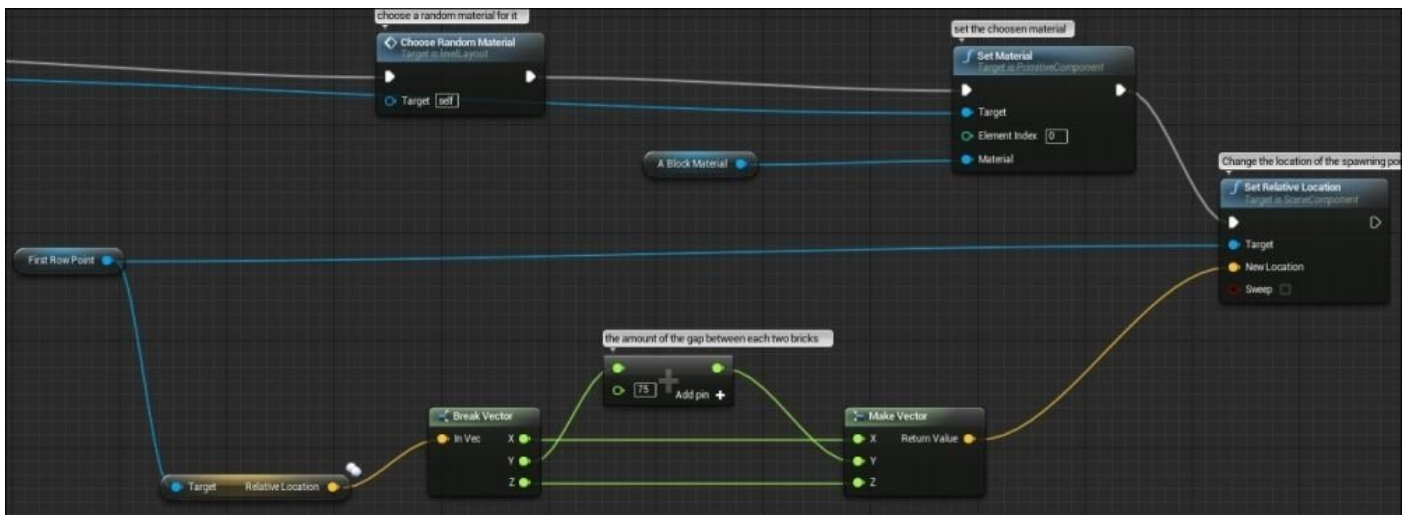 choose a random material for it
Choose Random Material
Target is levelLayout
Target self
set the choosen material
Set Material
Target is PrimitiveComponent
Target
Element Index 0
Material
A Block Material
Change the location of the spawning poi
Set Relative Location
Target is SceneComponent
Target
New Location
Sweep
First Row Point
the amount of the gap between each two bricks
75
Add pin +
Break Vector
In Vec X
Y
Z
Make Vector
X Return Value
Y
Z
Target Relative Location